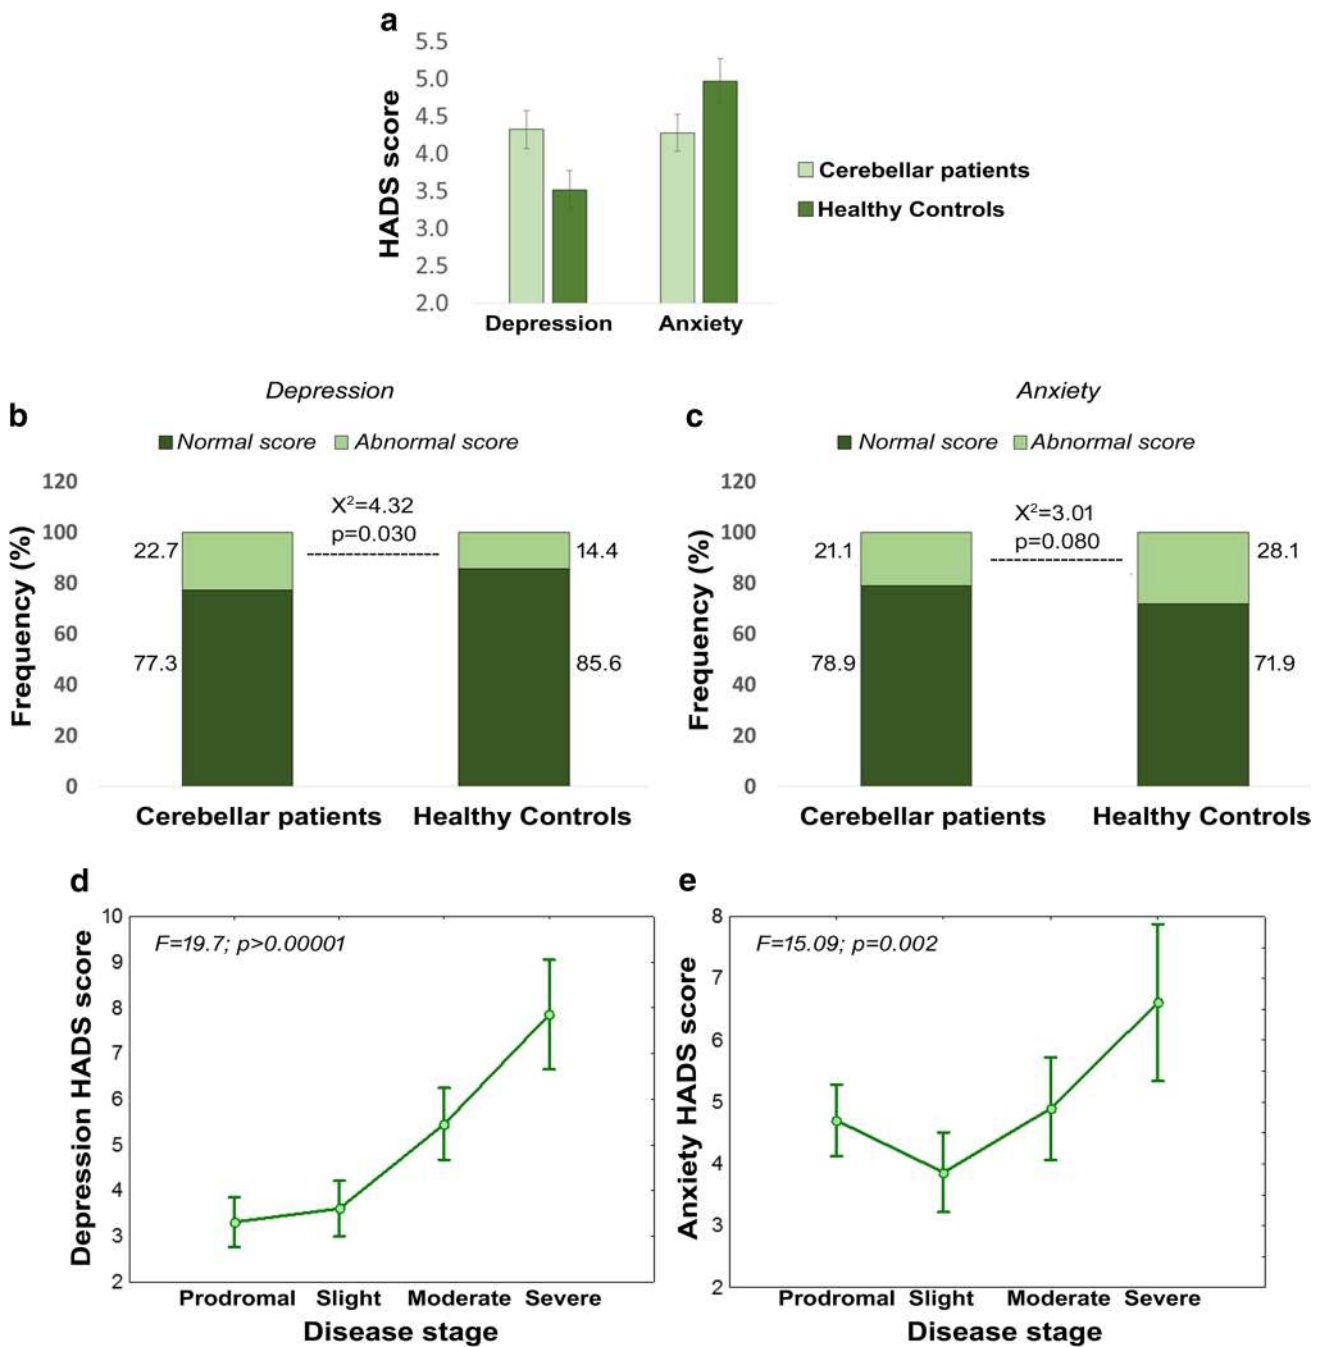 a
HADS score
5.5
5.0
4.5
4.0
3.5
3.0
2.5
2.0
Depression Anxiety
Cerebellar patients
Healthy Controls
b
Depression
Normal score Abnormal score
Frequency (%)
120
100
80
60
40
20
0
22.7
77.3
X²=4.32
p=0.030
14.4
85.6
Cerebellar patients Healthy Controls
c
Anxiety
Normal score Abnormal score
Frequency (%)
120
100
80
60
40
20
0
21.1
78.9
X²=3.01
p=0.080
28.1
71.9
Cerebellar patients Healthy Controls
d
Depression HADS score
10
9
8
7
6
5
4
3
2
F=19.7; p>0.00001
Prodromal Slight Moderate Severe
Disease stage
e
Anxiety HADS score
8
7
6
5
4
3
2
F=15.09; p=0.002
Prodromal Slight Moderate Severe
Disease stage